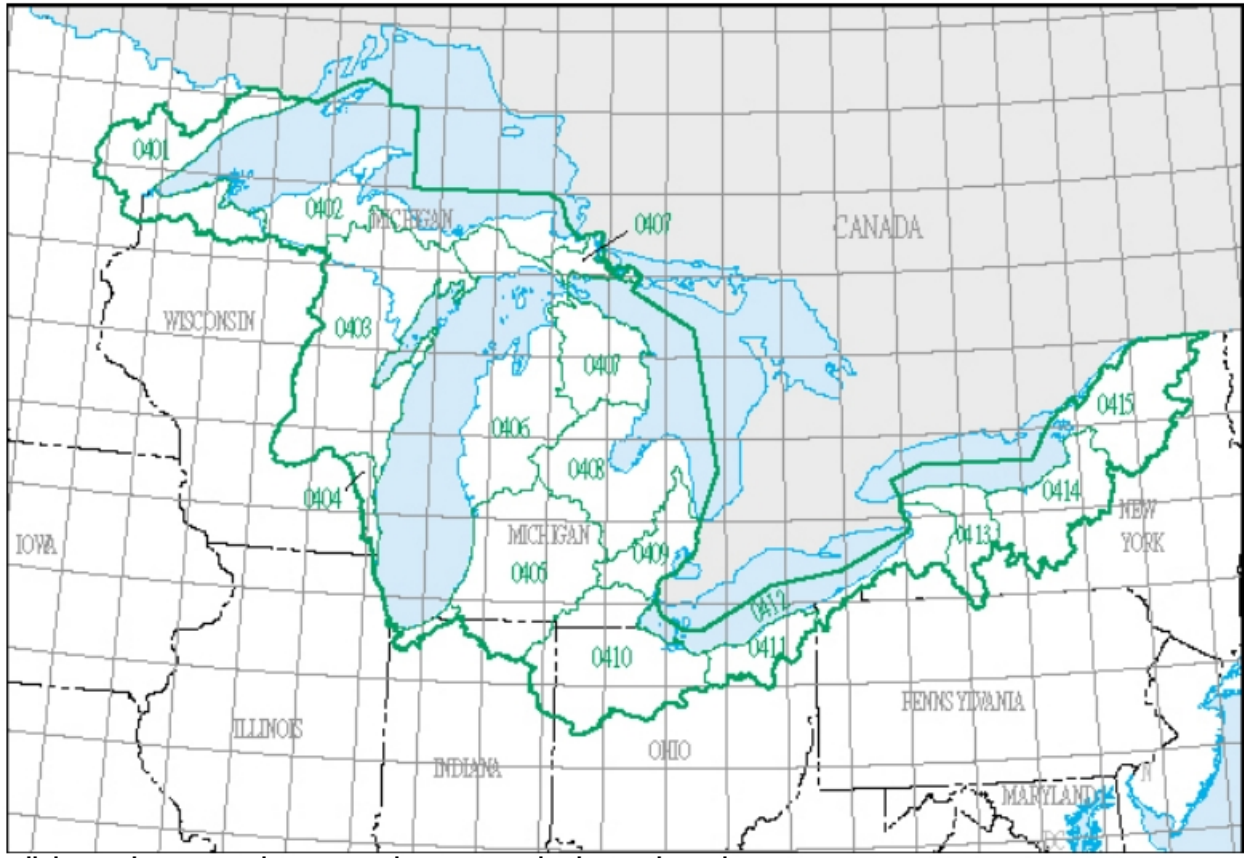 0401
0402
MICHIGAN
0407
CANADA
WISCONSIN
0403
0407
0415
0406
0408
0404
0414
NEW
YORK
IOWA
MICHIGAN
0413
0409
0405
0412
0411
0410
PENNSYLVANIA
ILLINOIS
OHIO
INDIANA
MARYLAND